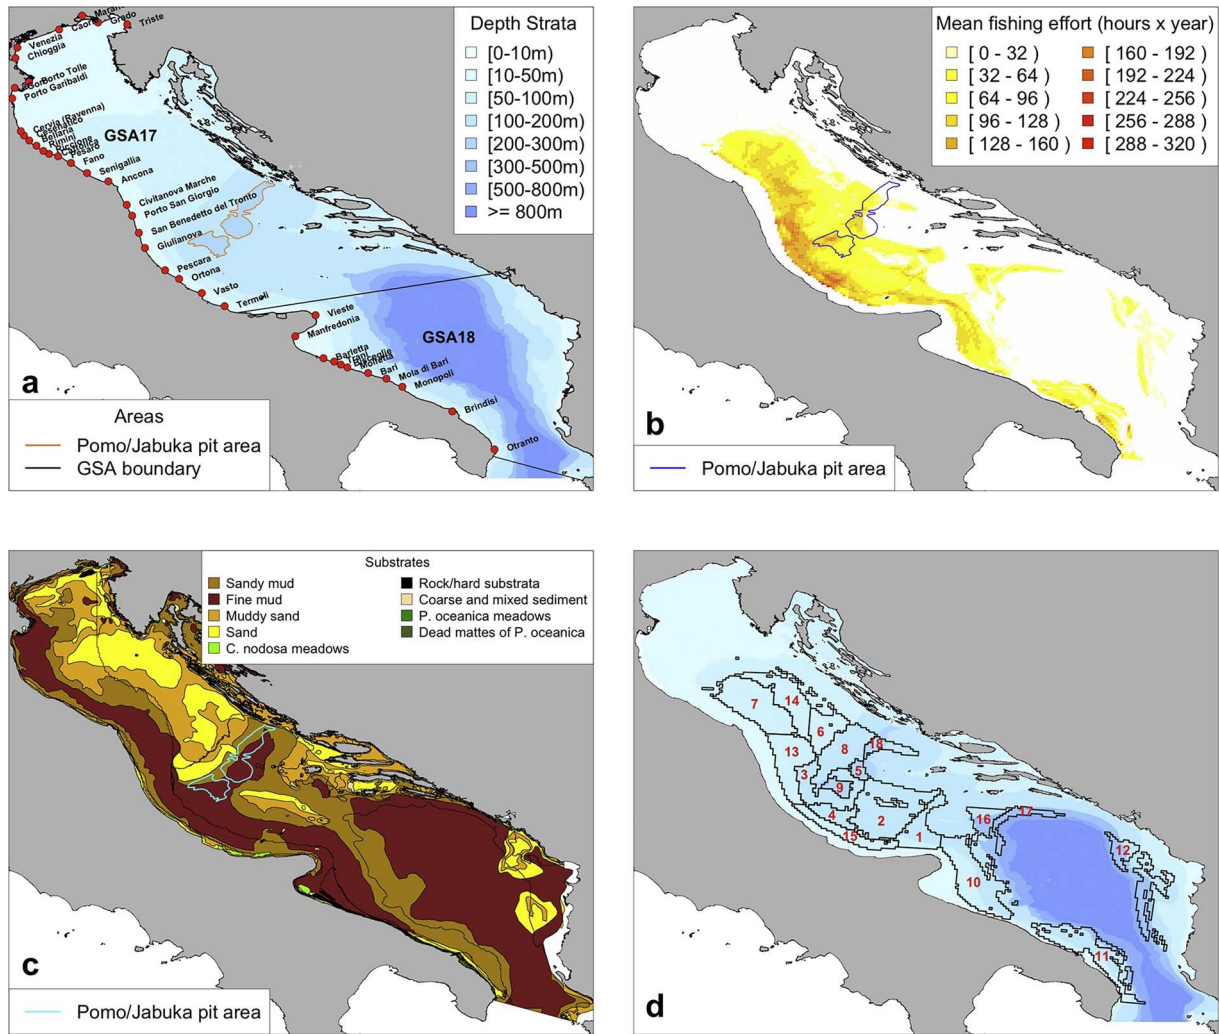 Marano
Caorle
Grado
Triste
Venezia
Chioggia
Porto Tolle
Porto Garibaldi
Cervia (Ravenna)
Cesenatico
Bellaria
Rimini
Riccione
Pesaro
Fano
Senigallia
Ancona
Civitanova Marche
Porto San Giorgio
San Benedetto del Tronto
Giulianova
Pescara
Ortona
Vasto
Termoli
Vieste
Manfredonia
Barletta
Trani
Bisceglie
Molfetta
Bari
Mola di Bari
Monopoli
Brindisi
Otranto
GSA17
GSA18
Depth Strata
[0-10m)
[10-50m)
[50-100m)
[100-200m)
[200-300m)
[300-500m)
[500-800m)
>= 800m
a
Areas
Pomo/Jabuka pit area
GSA boundary
Mean fishing effort (hours x year)
[ 0 - 32 )
[ 32 - 64 )
[ 64 - 96 )
[ 96 - 128 )
[ 128 - 160 )
[ 160 - 192 )
[ 192 - 224 )
[ 224 - 256 )
[ 256 - 288 )
[ 288 - 320 )
b
Pomo/Jabuka pit area
Substrates
Sandy mud
Fine mud
Muddy sand
Sand
C. nodosa meadows
Rock/hard substrata
Coarse and mixed sediment
P. oceanica meadows
Dead mattes of P. oceanica
c
Pomo/Jabuka pit area
7
14
6
13
8
18
3
5
9
4
2
15
1
16
17
12
10
11
d